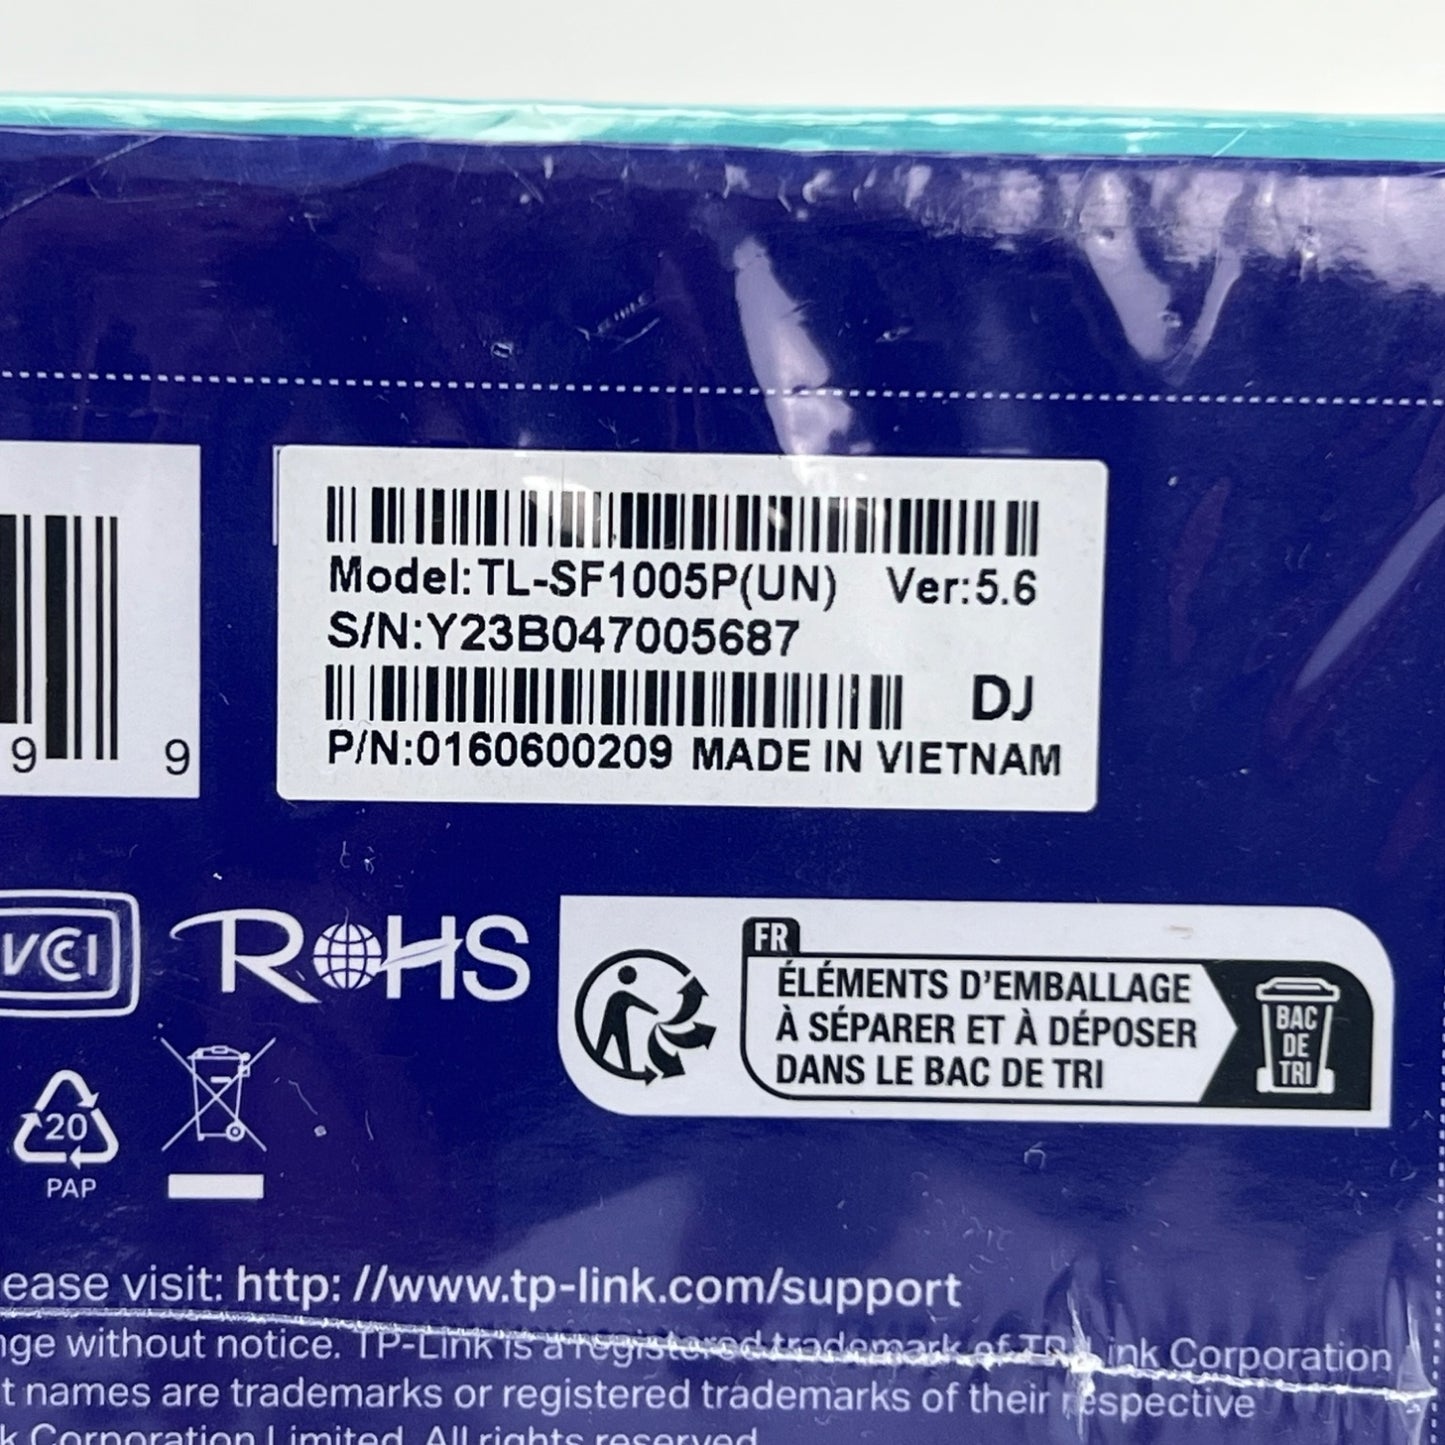 Model:TL-SF1005P(UN) Ver:5.6
S/N:Y23B047005687
DJ
P/N:0160600209 MADE IN VIETNAM
9 9
VCCI
RoHS
FR
ÉLÉMENTS D'EMBALLAGE
À SÉPARER ET À DÉPOSER
DANS LE BAC DE TRI
BAC
DE
TRI
20
PAP
ease visit: http: //www.tp-link.com/support
nge without notice. TP-Link is a registered trademark of TP-Link Corporation
t names are trademarks or registered trademarks of their respective
k Corporation Limited. All rights reserved.